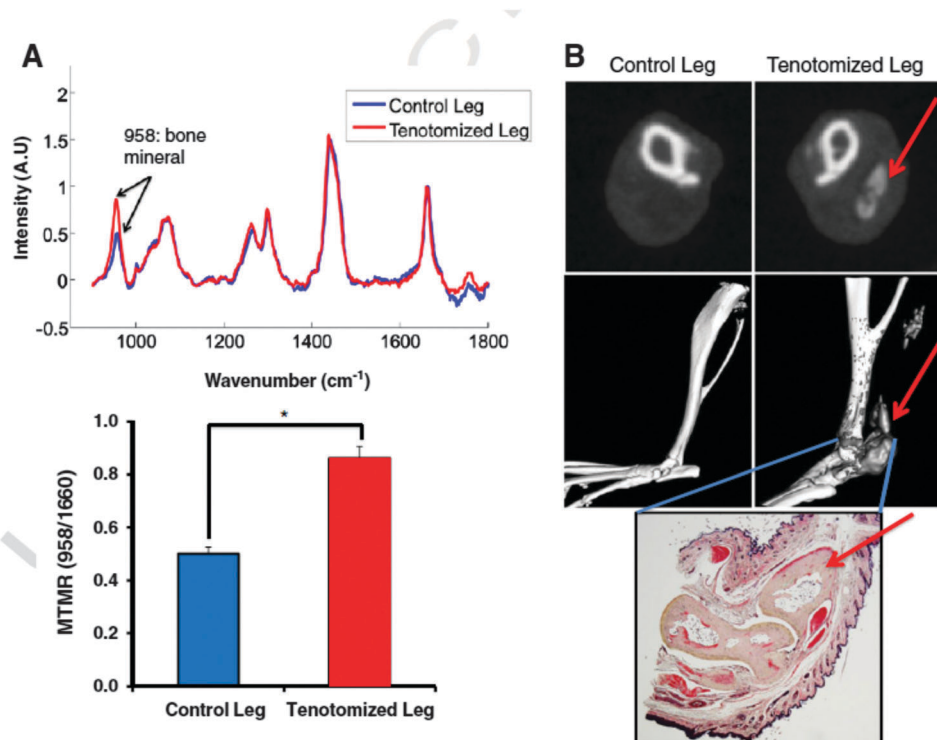 A
Intensity (A.U)
2
1.5
1
0.5
0
-0.5
958: bone
mineral
Control Leg
Tenotomized Leg
1000
1200
1400
1600
1800
Wavenumber (cm-1)
MTMR (958/1660)
1.0
0.8
0.6
0.4
0.2
0.0
*
Control Leg
Tenotomized Leg
B
Control Leg
Tenotomized Leg